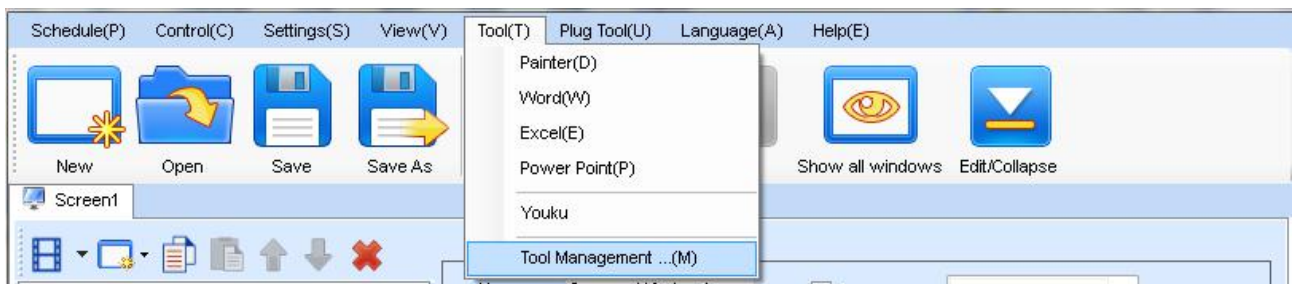 Schedule(P) Control(C) Settings(S) View(V) Tool(T) Plug Tool(U) Language(A) Help(E)
Painter(D)
Word(W)
Excel(E)
Power Point(P)
Youku
Tool Management ...(M)
New Open Save Save As Show all windows Edit/Collapse
Screen1